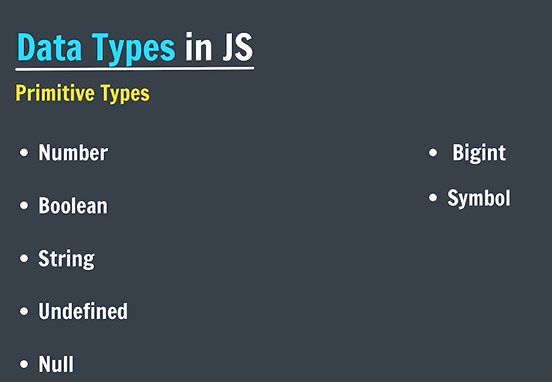 Data Types in JS
Primitive Types
• Number
• Boolean
• String
• Undefined
• Null
• Bigint
• Symbol